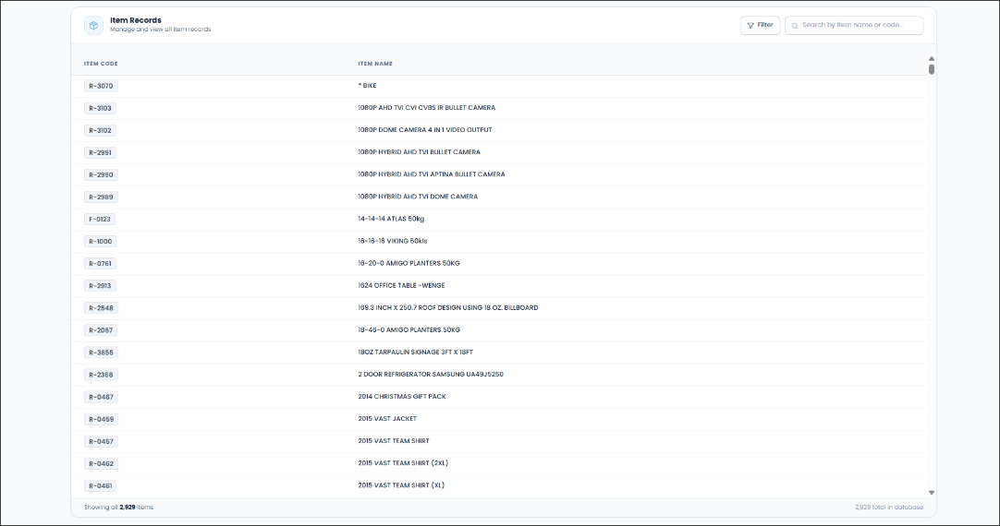 Item Records
Manage and view all item records
Filter
Search by item name or code...
ITEM CODE ITEM NAME
R-3070 * BIKE
R-3103 1080P AHD TVI CVI CVBS IR BULLET CAMERA
R-3102 1080P DOME CAMERA 4 IN 1 VIDEO OUTPUT
R-2991 1080P HYBRID AHD TVI BULLET CAMERA
R-2990 1080P HYBRID AHD TVI APTINA BULLET CAMERA
R-2989 1080P HYBRID AHD TVI DOME CAMERA
F-0123 14-14-14 ATLAS 50kg
R-1000 16-16-16 VIKING 50kls
R-0761 16-20-0 AMIGO PLANTERS 50KG
R-2913 1624 OFFICE TABLE -WENGE
R-2548 169.3 INCH X 250.7 ROOF DESIGN USING 18 OZ. BILLBOARD
R-2057 18-46-0 AMIGO PLANTERS 50KG
R-3655 18OZ TARPAULIN SIGNAGE 3FT X 18FT
R-2368 2 DOOR REFRIGERATOR SAMSUNG UA49J5250
R-0467 2014 CHRISTMAS GIFT PACK
R-0459 2015 VAST JACKET
R-0457 2015 VAST TEAM SHIRT
R-0462 2015 VAST TEAM SHIRT (2XL)
R-0461 2015 VAST TEAM SHIRT (XL)
Showing all 2,929 items 2,929 total in database